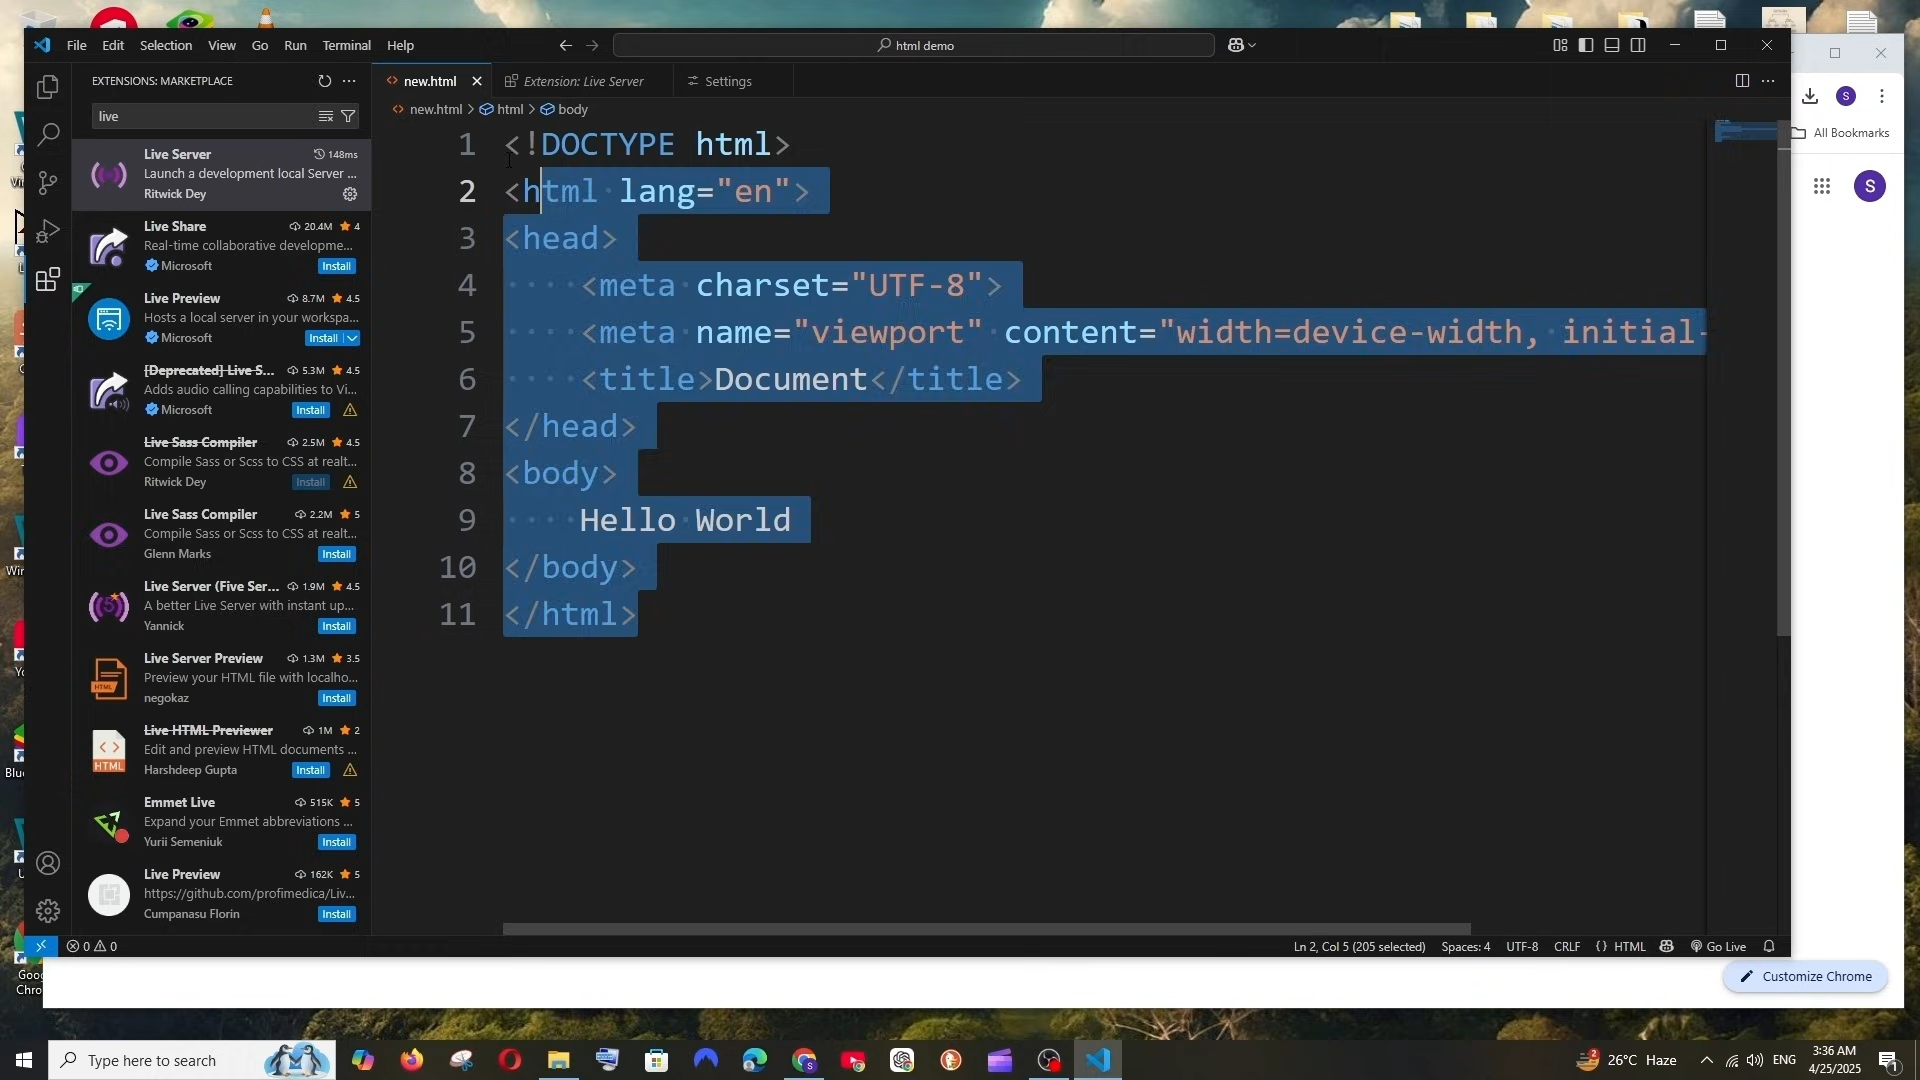 File Edit Selection View Go Run Terminal Help
html demo
EXTENSIONS: MARKETPLACE
live
Live Server 148ms
Launch a development local Server ...
Ritwick Dey
Live Share 20.4M 4
Real-time collaborative developme...
Microsoft Install
Live Preview 8.7M 4.5
Hosts a local server in your workspa...
Microsoft Install
[Deprecated] Live S... 5.3M 4.5
Adds audio calling capabilities to Vi...
Microsoft Install
Live Sass Compiler 2.5M 4.5
Compile Sass or Scss to CSS at realt...
Ritwick Dey Install
Live Sass Compiler 2.2M 5
Compile Sass or Scss to CSS at realt...
Glenn Marks Install
Live Server (Five Ser... 1.9M 4.5
A better Live Server with instant up...
Yannick Install
Live Server Preview 1.3M 3.5
Preview your HTML file with localho...
negokaz Install
Live HTML Previewer 1M 2
Edit and preview HTML documents ...
Harshdeep Gupta Install
Emmet Live 515K 5
Expand your Emmet abbreviations ...
Yurii Semeniuk Install
Live Preview 162K 5
https://github.com/profimedica/Liv...
Cumpanasu Florin Install
new.html Extension: Live Server Settings
new.html > html > body
1 <!DOCTYPE html>
2 <html lang="en">
3 <head>
4 <meta charset="UTF-8">
5 <meta name="viewport" content="width=device-width, initial-
6 <title>Document</title>
7 </head>
8 <body>
9 Hello World
10 </body>
11 </html>
0 0
Ln 2, Col 5 (205 selected) Spaces: 4 UTF-8 CRLF {} HTML Go Live
S
All Bookmarks
S
Customize Chrome
Type here to search
26°C Haze ENG
3:36 AM
4/25/2025